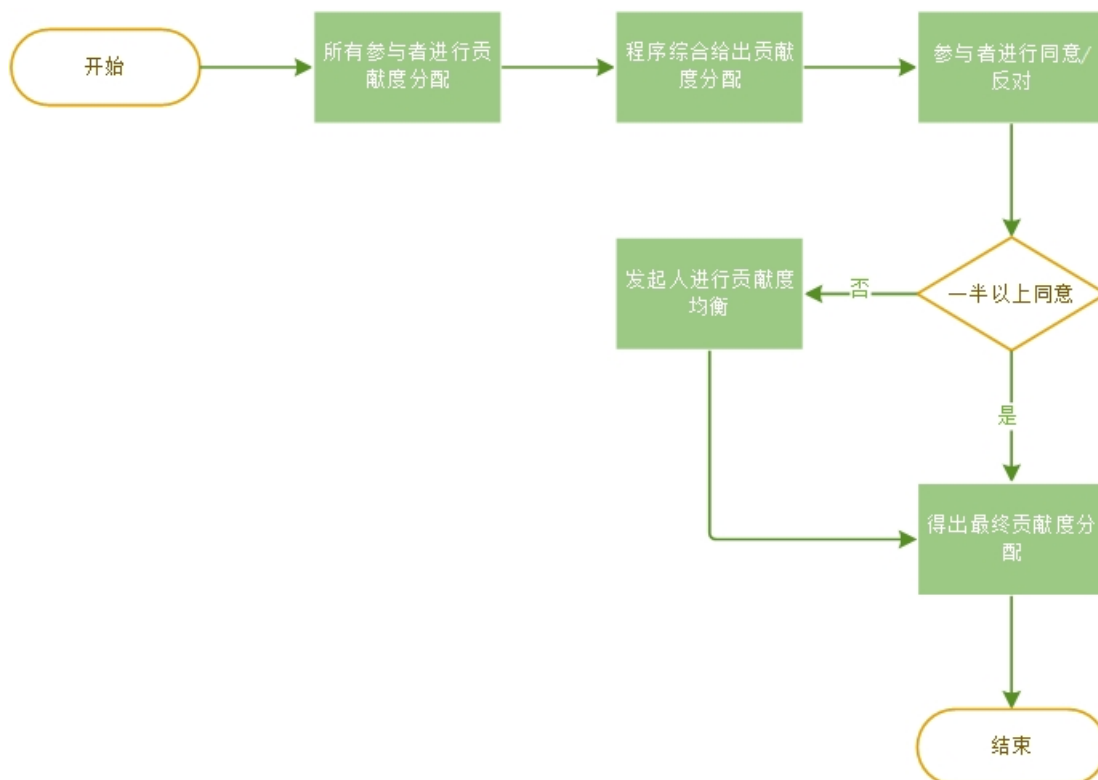 开始
所有参与者进行贡
献度分配
程序综合给出贡献
度分配
参与者进行同意/
反对
发起人进行贡献度
均衡
否
一半以上同意
是
得出最终贡献度分
配
结束